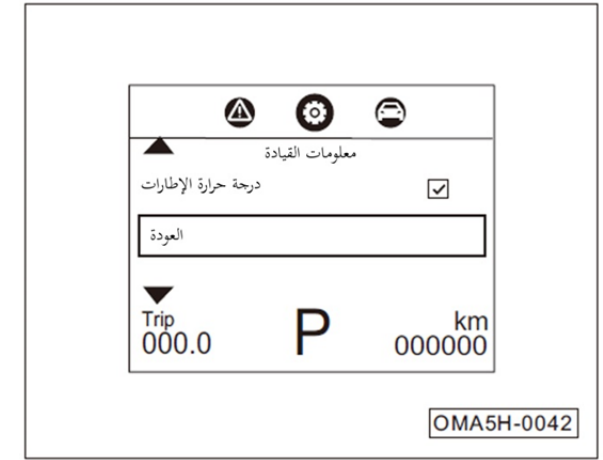 معلومات القيادة
درجة حرارة الإطارات
العودة
Trip
000.0
P
km
000000
OMA5H-0042